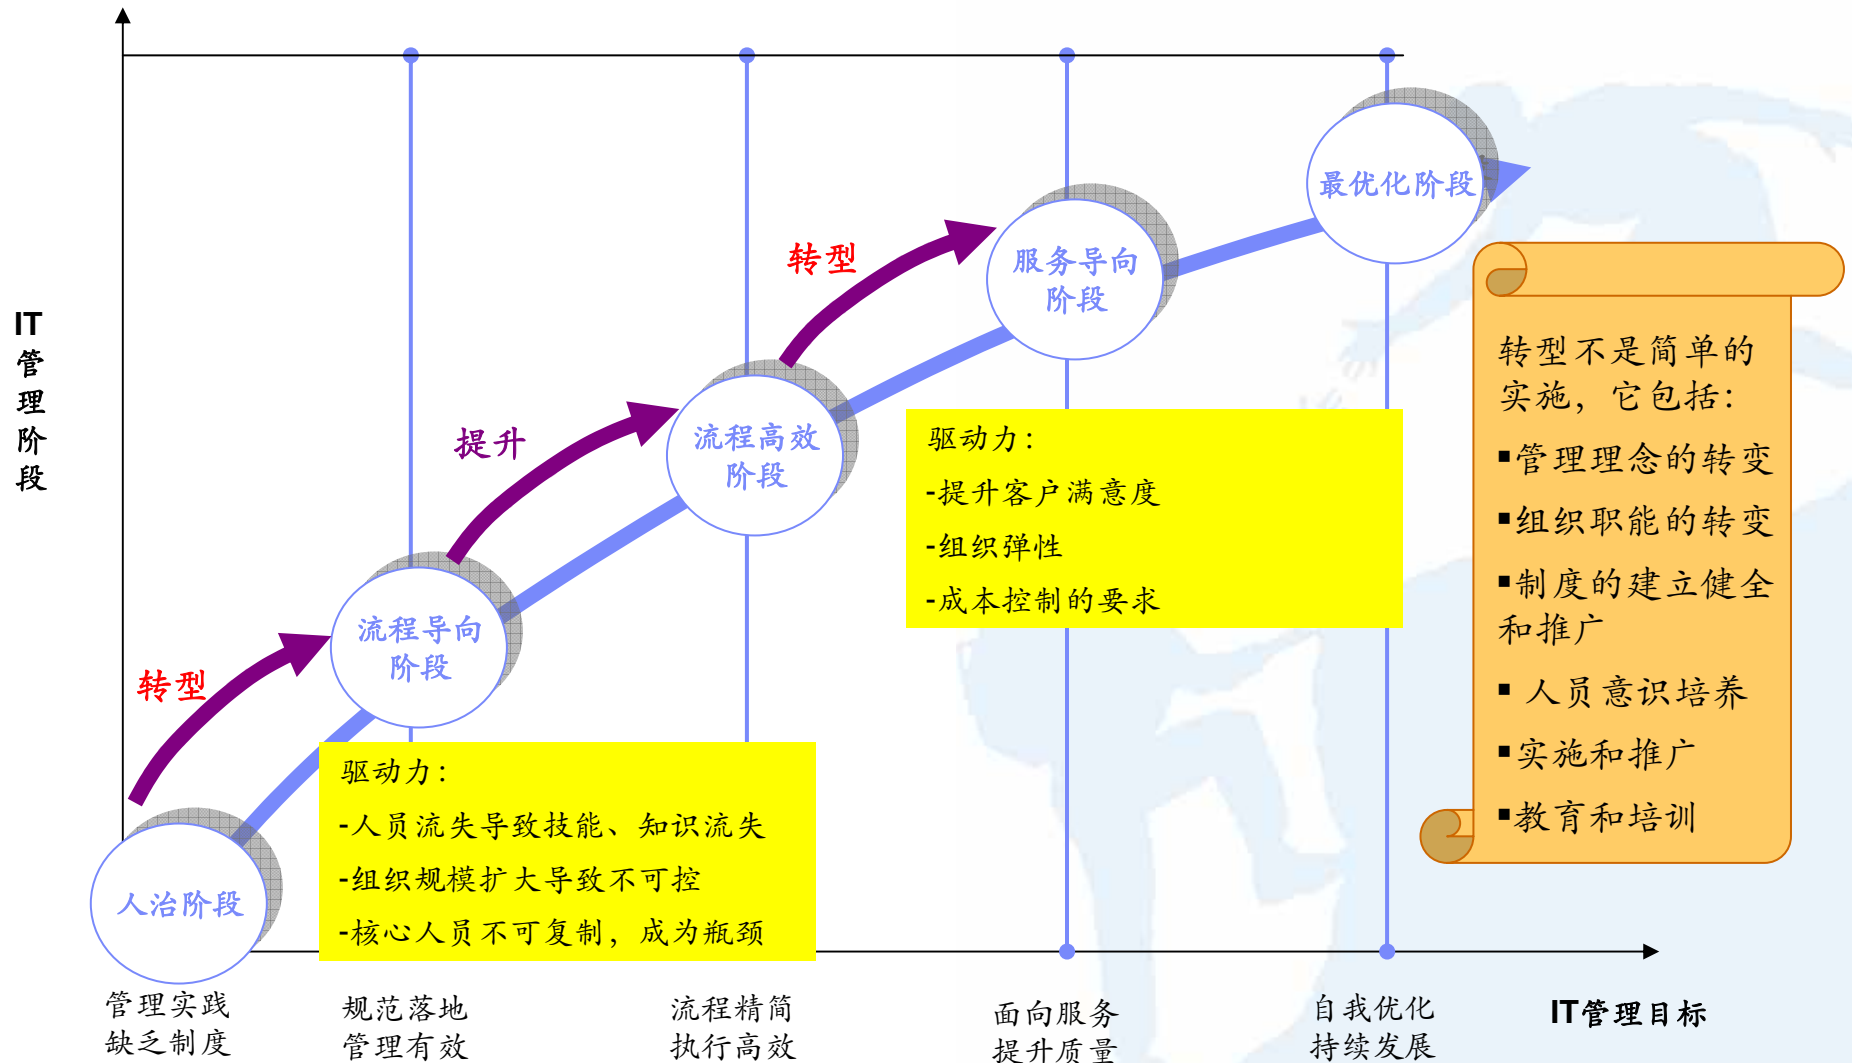 IT
管
理
阶
段
最优化阶段
转型
服务导向
阶段
提升
流程高效
阶段
转型
流程导向
阶段
人治阶段
驱动力：
-提升客户满意度
-组织弹性
-成本控制的要求
驱动力：
-人员流失导致技能、知识流失
-组织规模扩大导致不可控
-核心人员不可复制，成为瓶颈
转型不是简单的
实施，它包括：
▪管理理念的转变
▪组织职能的转变
▪制度的建立健全
和推广
▪ 人员意识培养
▪实施和推广
▪教育和培训
管理实践
缺乏制度
规范落地
管理有效
流程精简
执行高效
面向服务
提升质量
自我优化
持续发展
IT管理目标